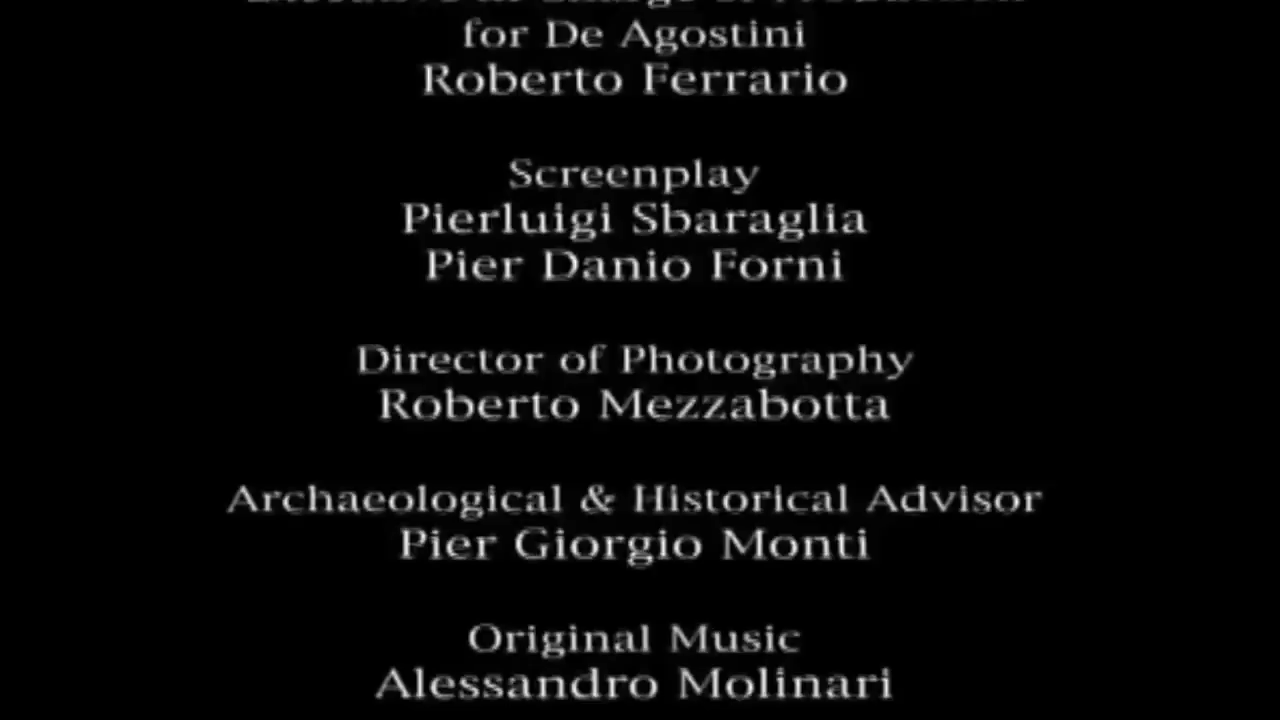 for De Agostini
Roberto Ferrario
Screenplay
Pierluigi Sbaraglia
Pier Danio Forni
Director of Photography
Roberto Mezzabotta
Archaeological & Historical Advisor
Pier Giorgio Monti
Original Music
Alessandro Molinari